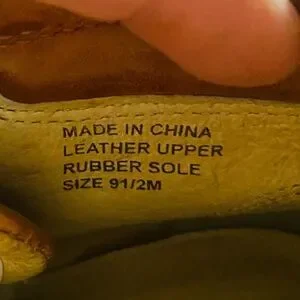 MADE IN CHINA
LEATHER UPPER
RUBBER SOLE
SIZE 91/2M